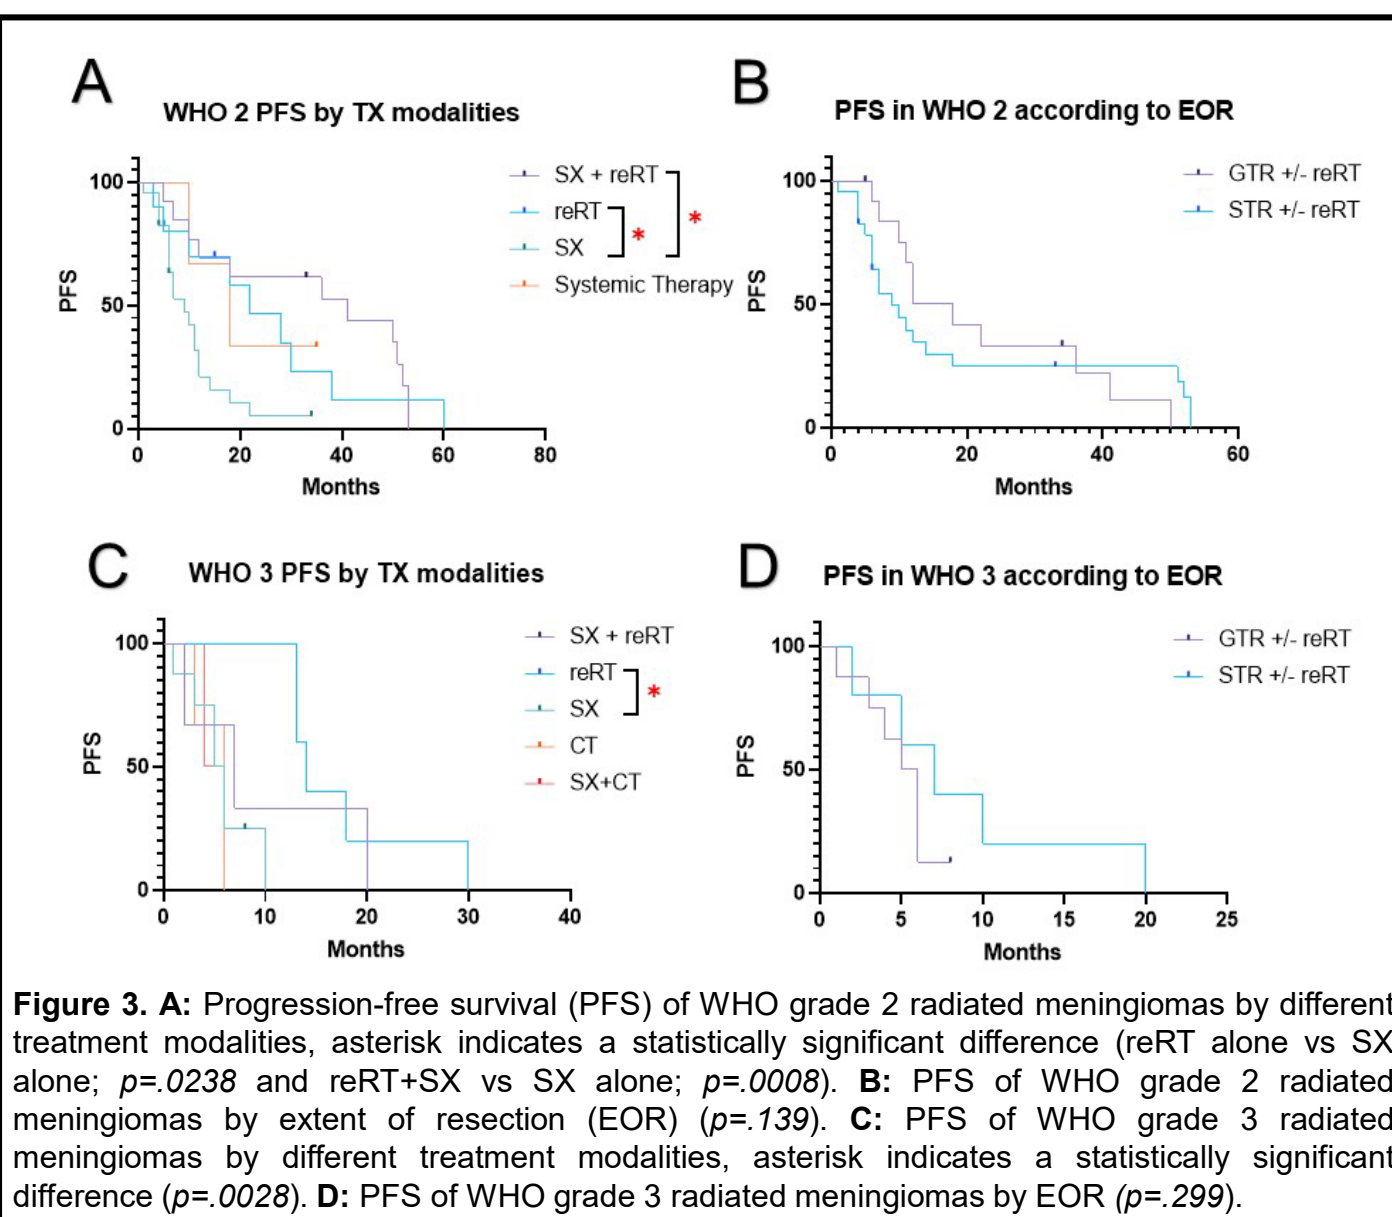 A
WHO 2 PFS by TX modalities
PFS
100
50
0
0 20 40 60 80
Months
SX + reRT
*
reRT
*
SX
Systemic Therapy
B
PFS in WHO 2 according to EOR
PFS
100
50
0
0 20 40 60
Months
GTR +/- reRT
STR +/- reRT
C
WHO 3 PFS by TX modalities
PFS
100
50
0
0 10 20 30 40
Months
SX + reRT
reRT
*
SX
CT
SX+CT
D
PFS in WHO 3 according to EOR
PFS
100
50
0
0 5 10 15 20 25
Months
GTR +/- reRT
STR +/- reRT
Figure 3. A: Progression-free survival (PFS) of WHO grade 2 radiated meningiomas by different
treatment modalities, asterisk indicates a statistically significant difference (reRT alone vs SX
alone; p=.0238 and reRT+SX vs SX alone; p=.0008). B: PFS of WHO grade 2 radiated
meningiomas by extent of resection (EOR) (p=.139). C: PFS of WHO grade 3 radiated
meningiomas by different treatment modalities, asterisk indicates a statistically significant
difference (p=.0028). D: PFS of WHO grade 3 radiated meningiomas by EOR (p=.299).